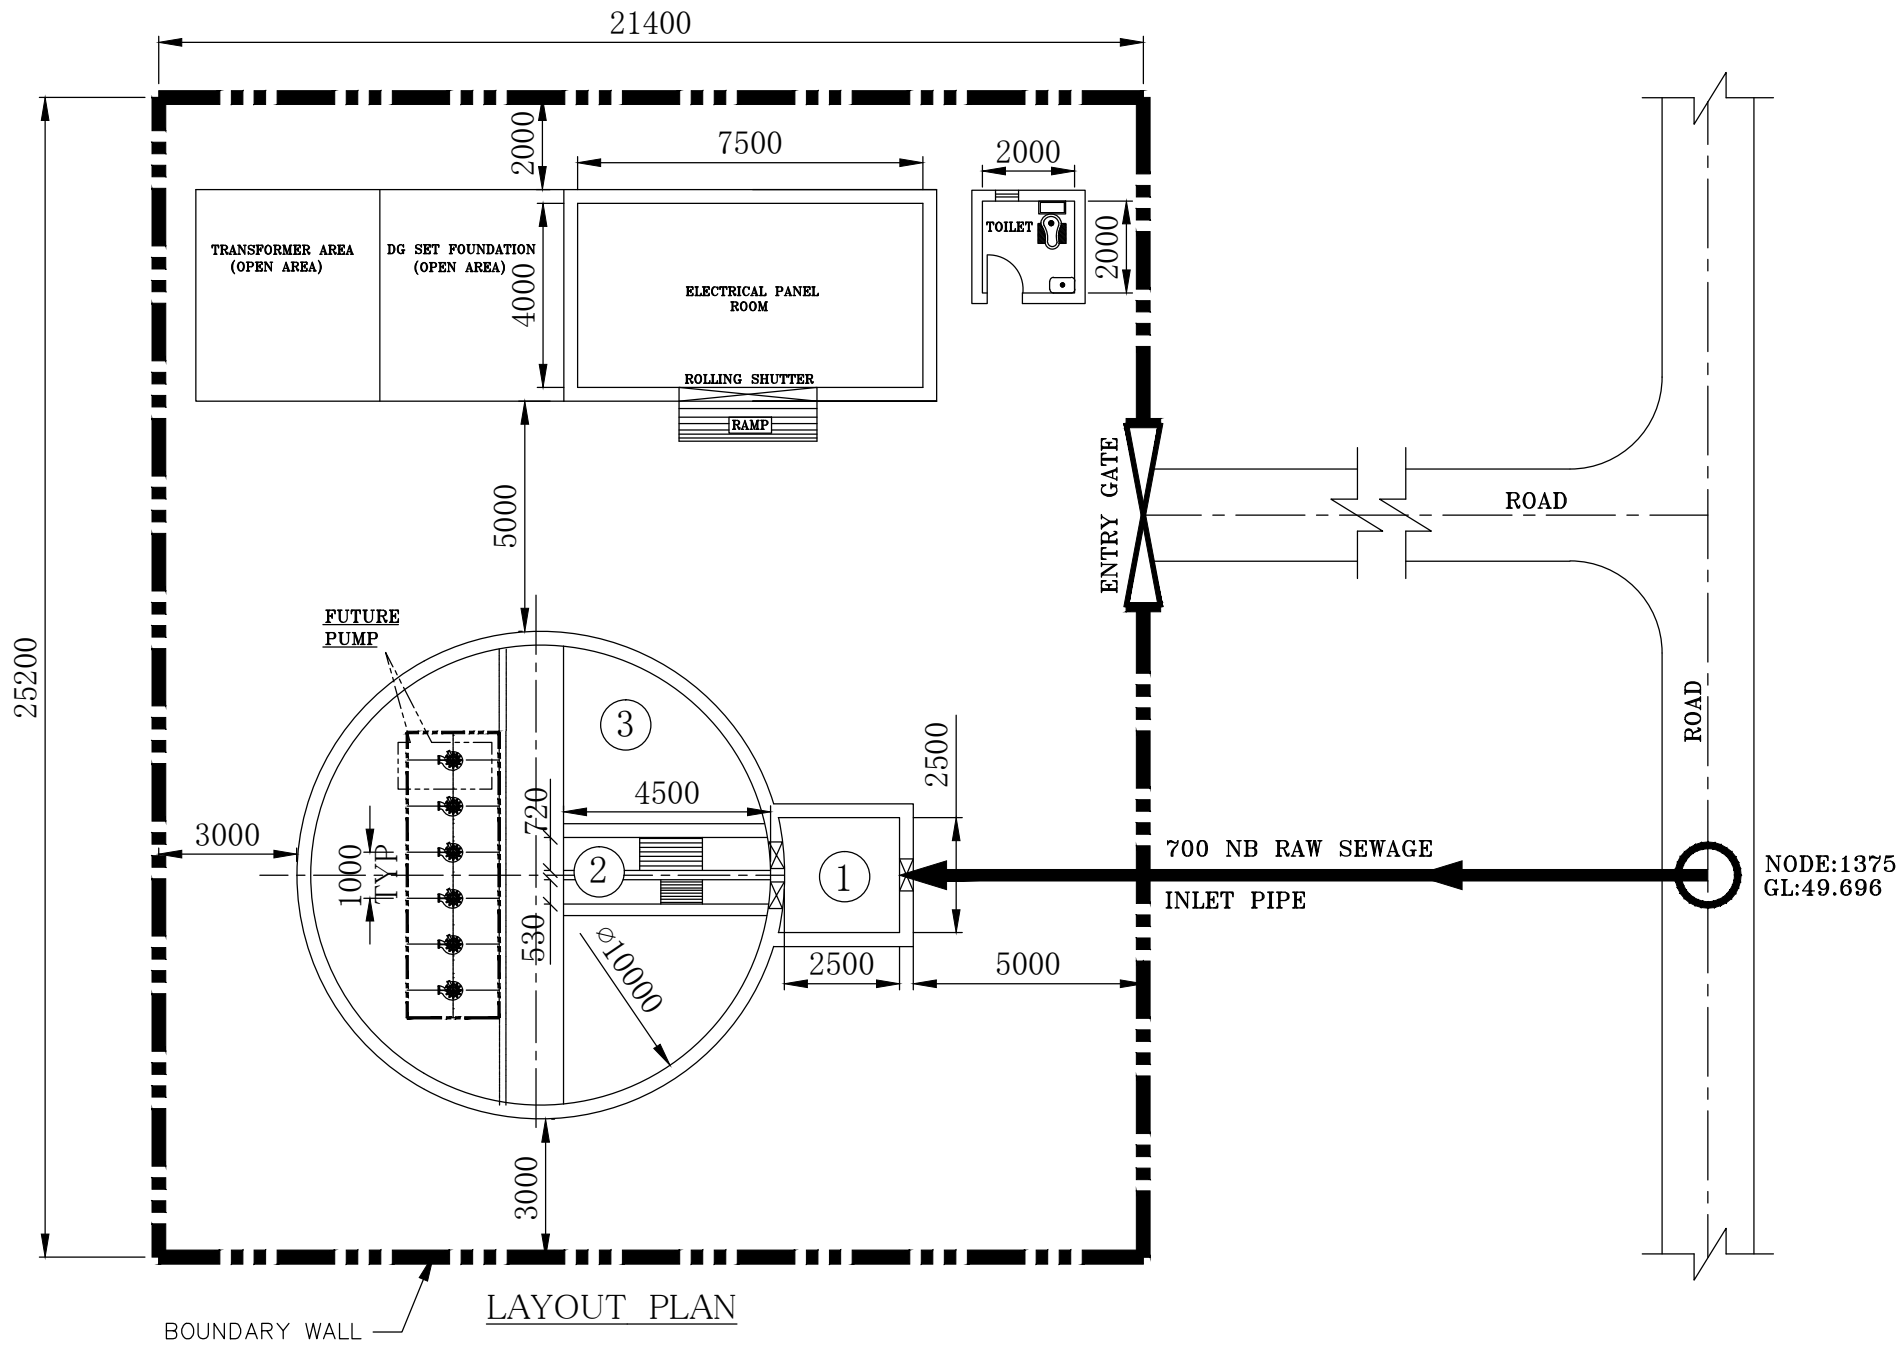 21400
2000
7500
2000
TOILET
2000
TRANSFORMER AREA
(OPEN AREA)
DG SET FOUNDATION
(OPEN AREA)
4000
ELECTRICAL PANEL
ROOM
ROLLING SHUTTER
RAMP
ENTRY GATE
ROAD
5000
25200
FUTURE
PUMP
ROAD
3
2500
4500
720
3000
1000
TYP
2
1
700 NB RAW SEWAGE
INLET PIPE
NODE:1375
GL:49.696
530
⌀10000
2500
5000
3000
LAYOUT PLAN
BOUNDARY WALL